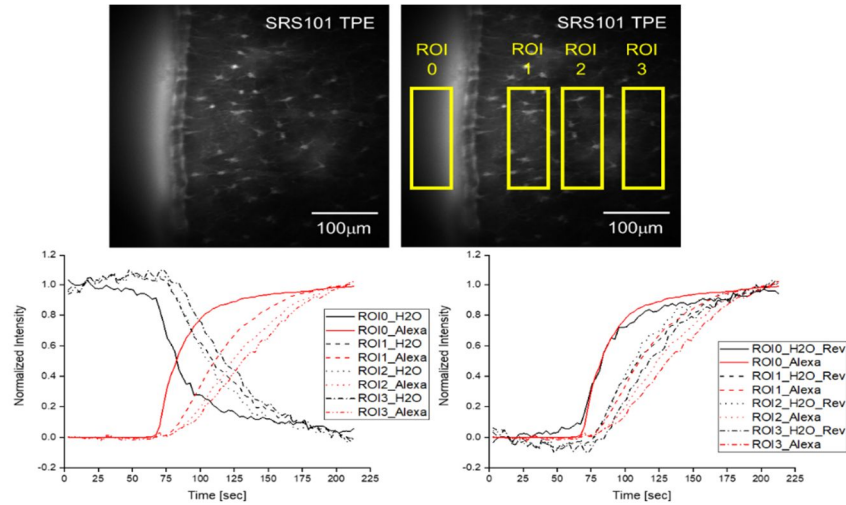 SRS101 TPE
100μm
SRS101 TPE
ROI
0
ROI
1
ROI
2
ROI
3
100μm
Normalized Intensity
1.2
1.0
0.8
0.6
0.4
0.2
0.0
-0.2
0 25 50 75 100 125 150 175 200 225
Time [sec]
ROI0_H2O
ROI0_Alexa
ROI1_H2O
ROI1_Alexa
ROI2_H2O
ROI2_Alexa
ROI3_H2O
ROI3_Alexa
Normalized Intensity
1.2
1.0
0.8
0.6
0.4
0.2
0.0
-0.2
0 25 50 75 100 125 150 175 200 225
Time [sec]
ROI0_H2O_Rev
ROI0_Alexa
ROI1_H2O_Rev
ROI1_Alexa
ROI2_H2O_Rev
ROI2_Alexa
ROI3_H2O_Rev
ROI3_Alexa